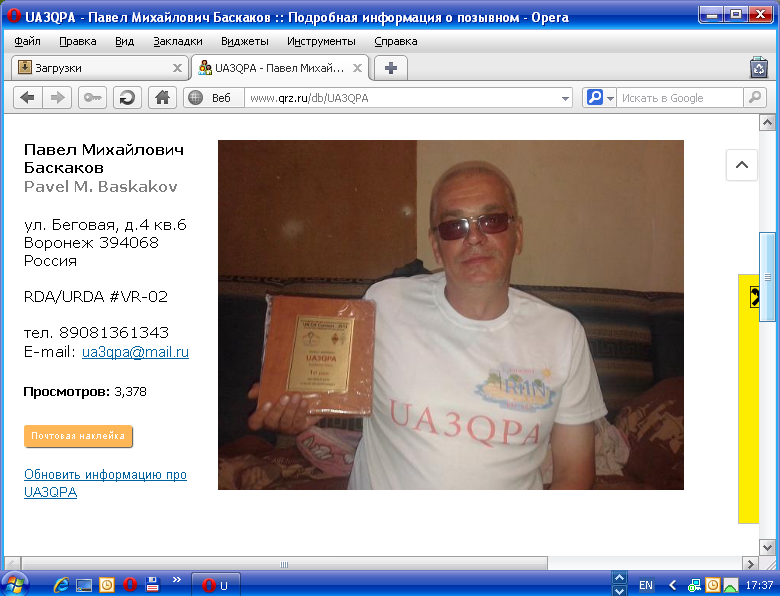 UA3QPA - Павел Михайлович Баскаков :: Подробная информация о позывном - Opera
Файл Правка Вид Закладки Виджеты Инструменты Справка
Загрузки
UA3QPA - Павел Михай...
Веб
www.qrz.ru/db/UA3QPA
Искать в Google
Павел Михайлович
Баскаков
Pavel M. Baskakov
ул. Беговая, д.4 кв.6
Воронеж 394068
Россия
RDA/URDA #VR-02
тел. 89081361343
E-mail: ua3qpa@mail.ru
Просмотров: 3,378
Почтовая наклейка
Обновить информацию про
UA3QPA
UA3QPA
UA3QPA
U
EN
17:37